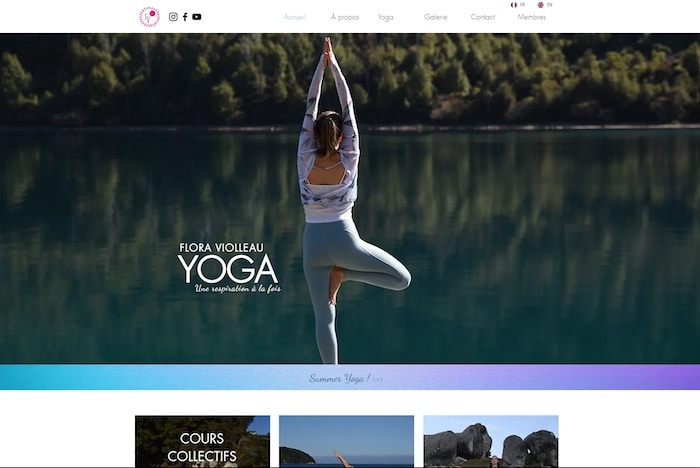 fy
FR
EN
Accueil
À propos
Yoga
Galerie
Contact
Membres
FLORA VIOLLEAU
YOGA
Une respiration à la fois
Summer Yoga ! >>>
COURS
COLLECTIFS